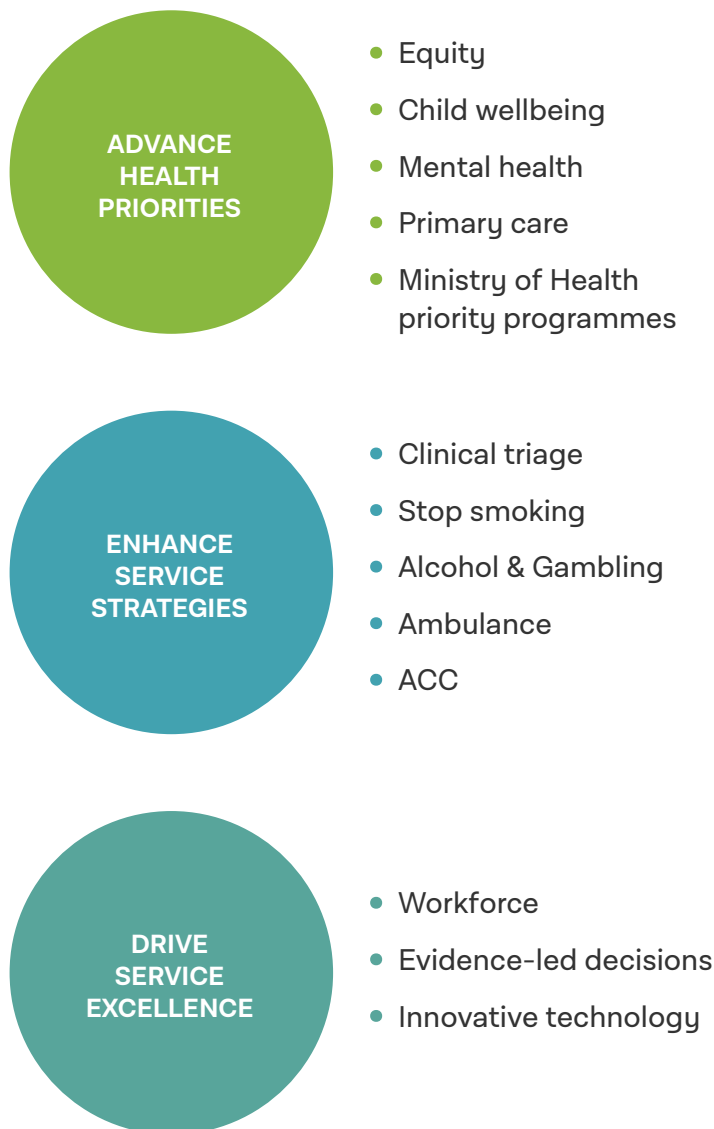 ADVANCE
HEALTH
PRIORITIES
• Equity
• Child wellbeing
• Mental health
• Primary care
• Ministry of Health
priority programmes
ENHANCE
SERVICE
STRATEGIES
• Clinical triage
• Stop smoking
• Alcohol & Gambling
• Ambulance
• ACC
DRIVE
SERVICE
EXCELLENCE
• Workforce
• Evidence-led decisions
• Innovative technology